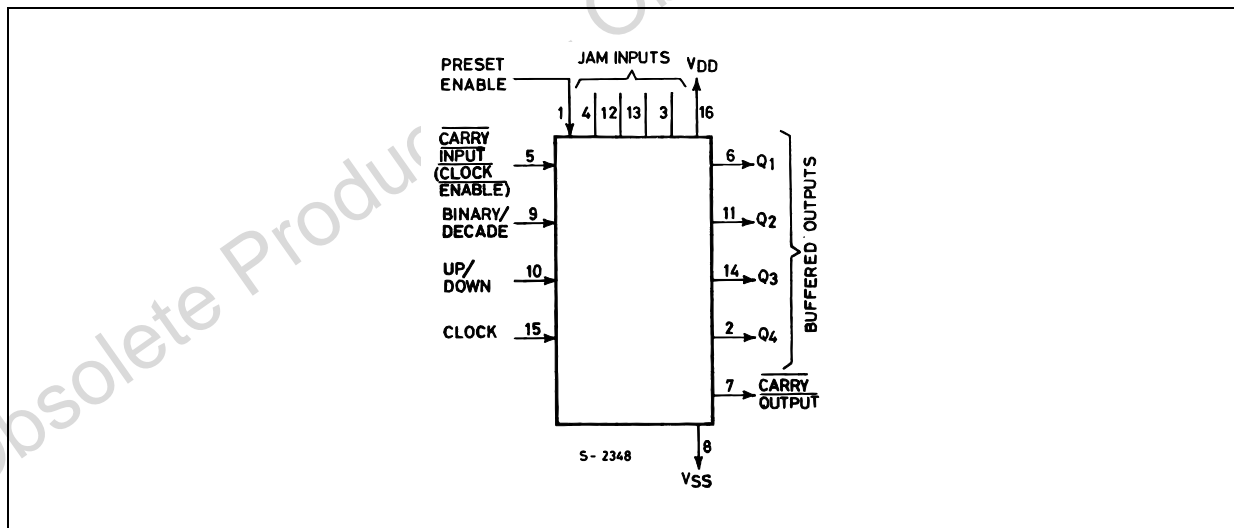 PRESET
ENABLE
JAM INPUTS
VDD
1
4
12
13
3
16
CARRY
INPUT
(CLOCK
ENABLE)
5
BINARY/
DECADE
9
UP/
DOWN
10
CLOCK
15
6
Q1
11
Q2
14
Q3
2
Q4
BUFFERED OUTPUTS
7
CARRY
OUTPUT
8
VSS
S- 2348